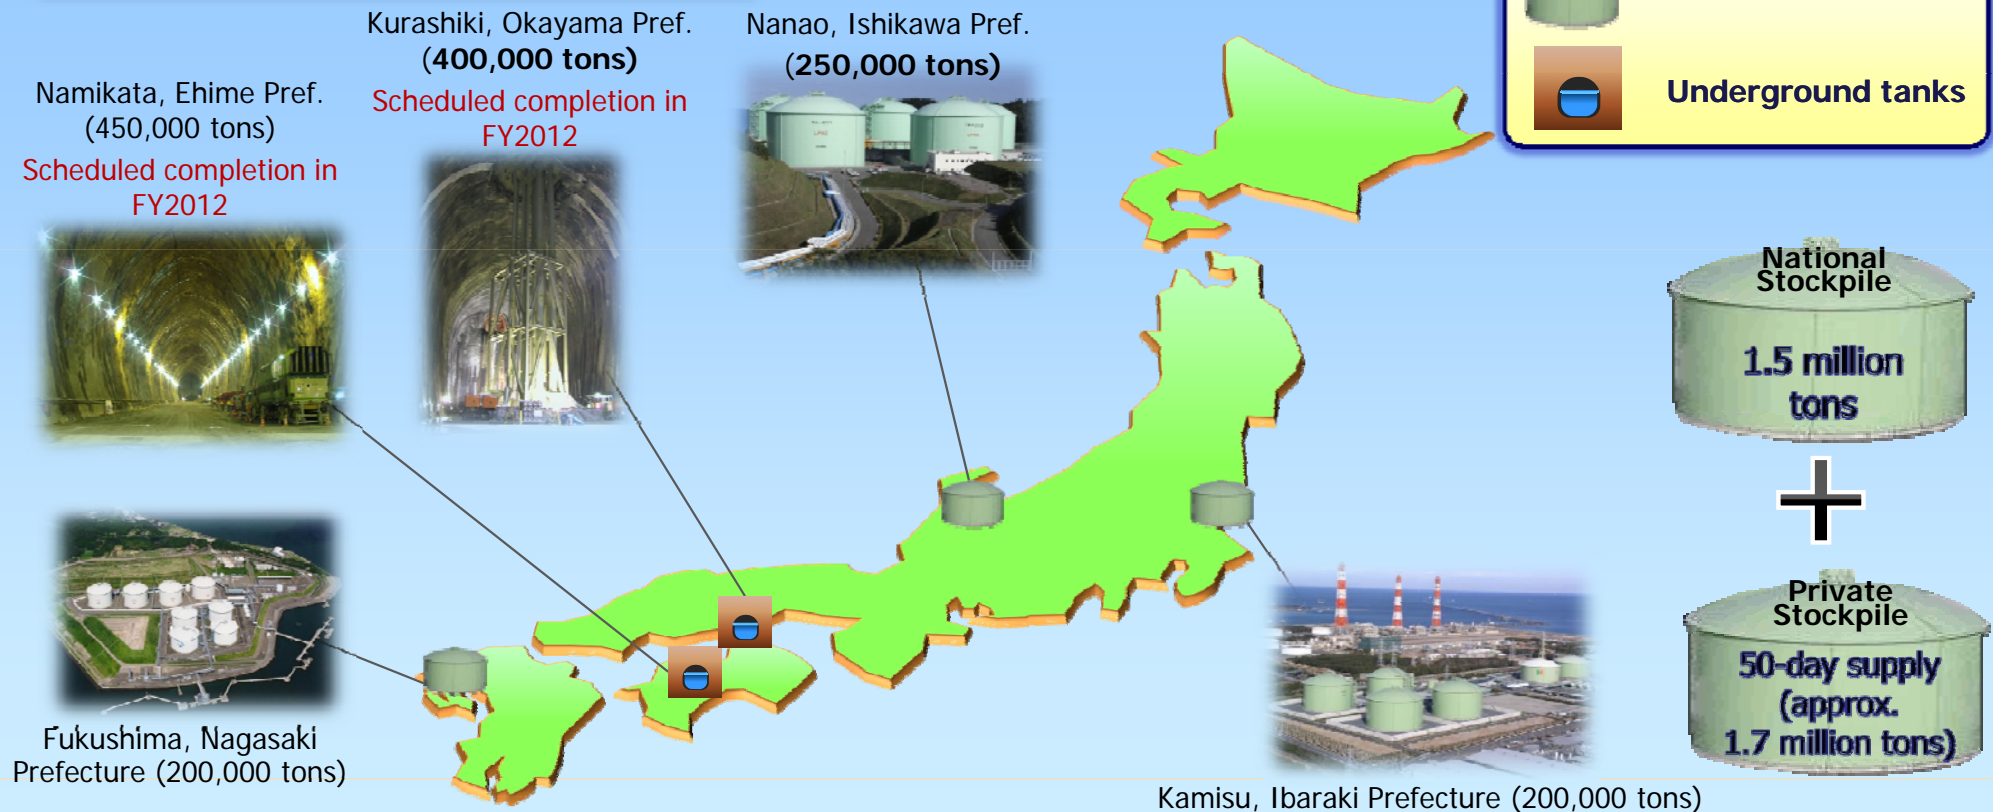 Kurashiki, Okayama Pref.
(400,000 tons)
Scheduled completion in
FY2012
Nanao, Ishikawa Pref.
(250,000 tons)
Namikata, Ehime Pref.
(450,000 tons)
Scheduled completion in
FY2012
Underground tanks
National
Stockpile
1.5 million
tons
Private
Stockpile
50-day supply
(approx.
1.7 million tons)
Fukushima, Nagasaki
Prefecture (200,000 tons)
Kamisu, Ibaraki Prefecture (200,000 tons)